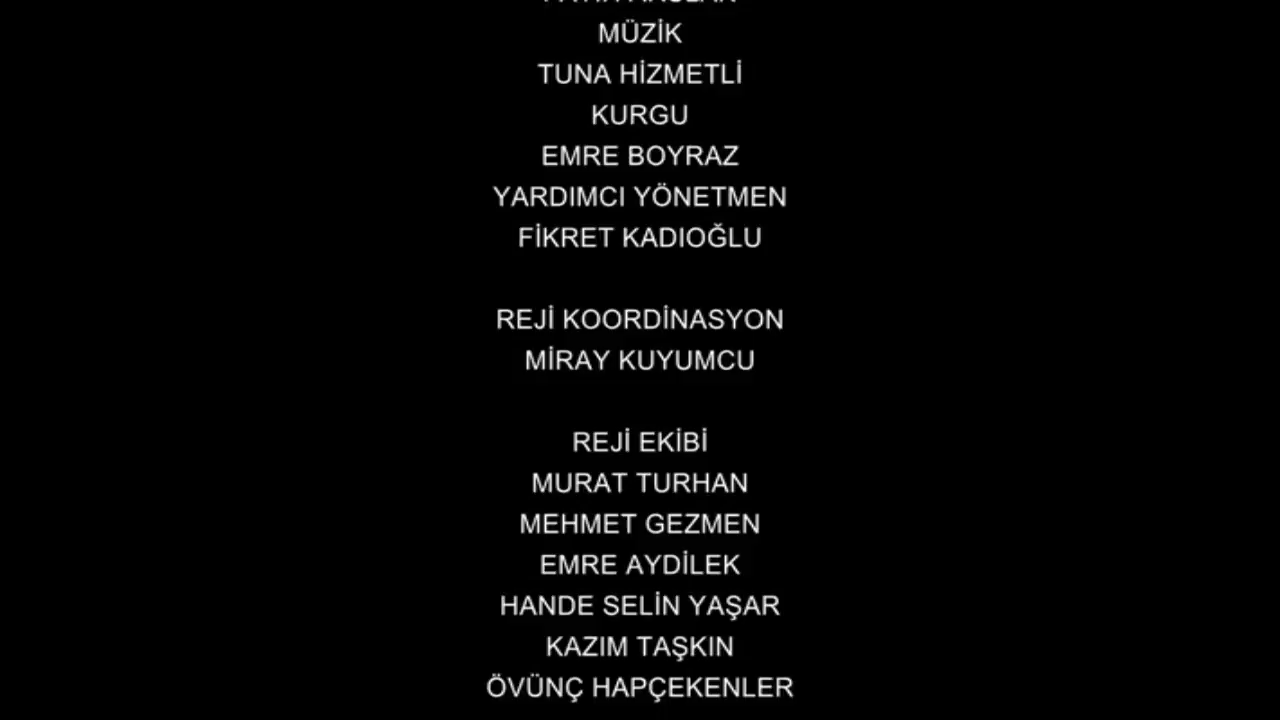 MÜZİK
TUNA HİZMETLİ
KURGU
EMRE BOYRAZ
YARDIMCI YÖNETMEN
FİKRET KADIOĞLU
REJİ KOORDİNASYON
MİRAY KUYUMCU
REJİ EKİBİ
MURAT TURHAN
MEHMET GEZMEN
EMRE AYDİLEK
HANDE SELİN YAŞAR
KAZIM TAŞKIN
ÖVÜNÇ HAPÇEKENLER